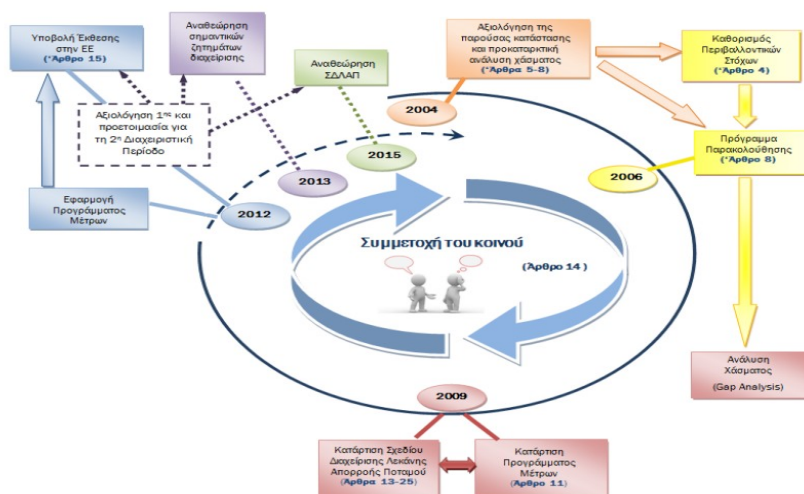 Υποβολή Έκθεσης
στην ΕΕ
(*Άρθρο 15)
Αναθεώρηση
σημαντικών
ζητημάτων
διαχείρισης
Αναθεώρηση
ΣΔΛΑΠ
Αξιολόγηση της
παρούσας κατάστασης
και προκαταρκτική
ανάλυση χάσματος
(*Άρθρα 5-8)
Καθορισμός
Περιβαλλοντικών
Στόχων
(*Άρθρο 4)
Αξιολόγηση 1ης και
προετοιμασία για
τη 2η Διαχειριστική
Περίοδο
2004
2015
Πρόγραμμα
Παρακολούθησης
(*Άρθρο 8)
2013
2006
Εφαρμογή
Προγράμματος
Μέτρων
2012
Συμμετοχή του κοινού
(Άρθρο 14)
Ανάλυση
Χάσματος
(Gap Analysis)
2009
Κατάρτιση Σχεδίου
Διαχείρισης Λεκάνης
Απορροής Ποταμού
(Άρθρα 13-25)
Κατάρτιση
Προγράμματος
Μέτρων
(Άρθρο 11)